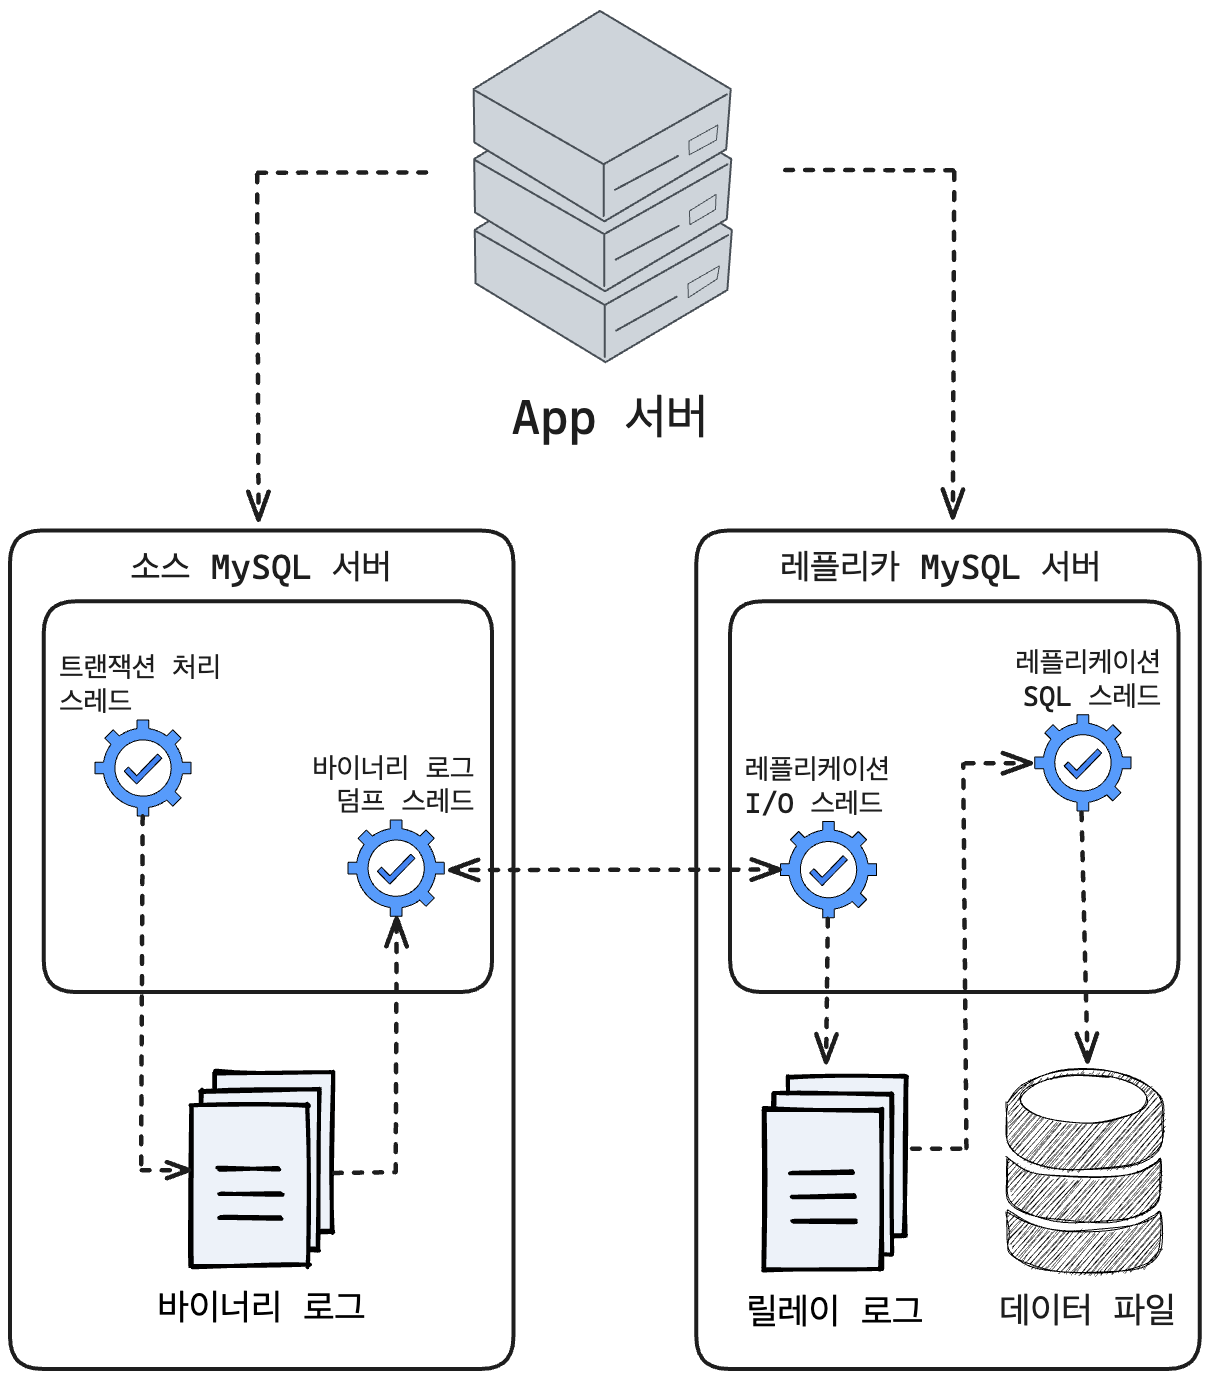 App 서버
소스 MySQL 서버
트랜잭션 처리
스레드
바이너리 로그
덤프 스레드
바이너리 로그
레플리카 MySQL 서버
레플리케이션
SQL 스레드
레플리케이션
I/O 스레드
릴레이 로그
데이터 파일